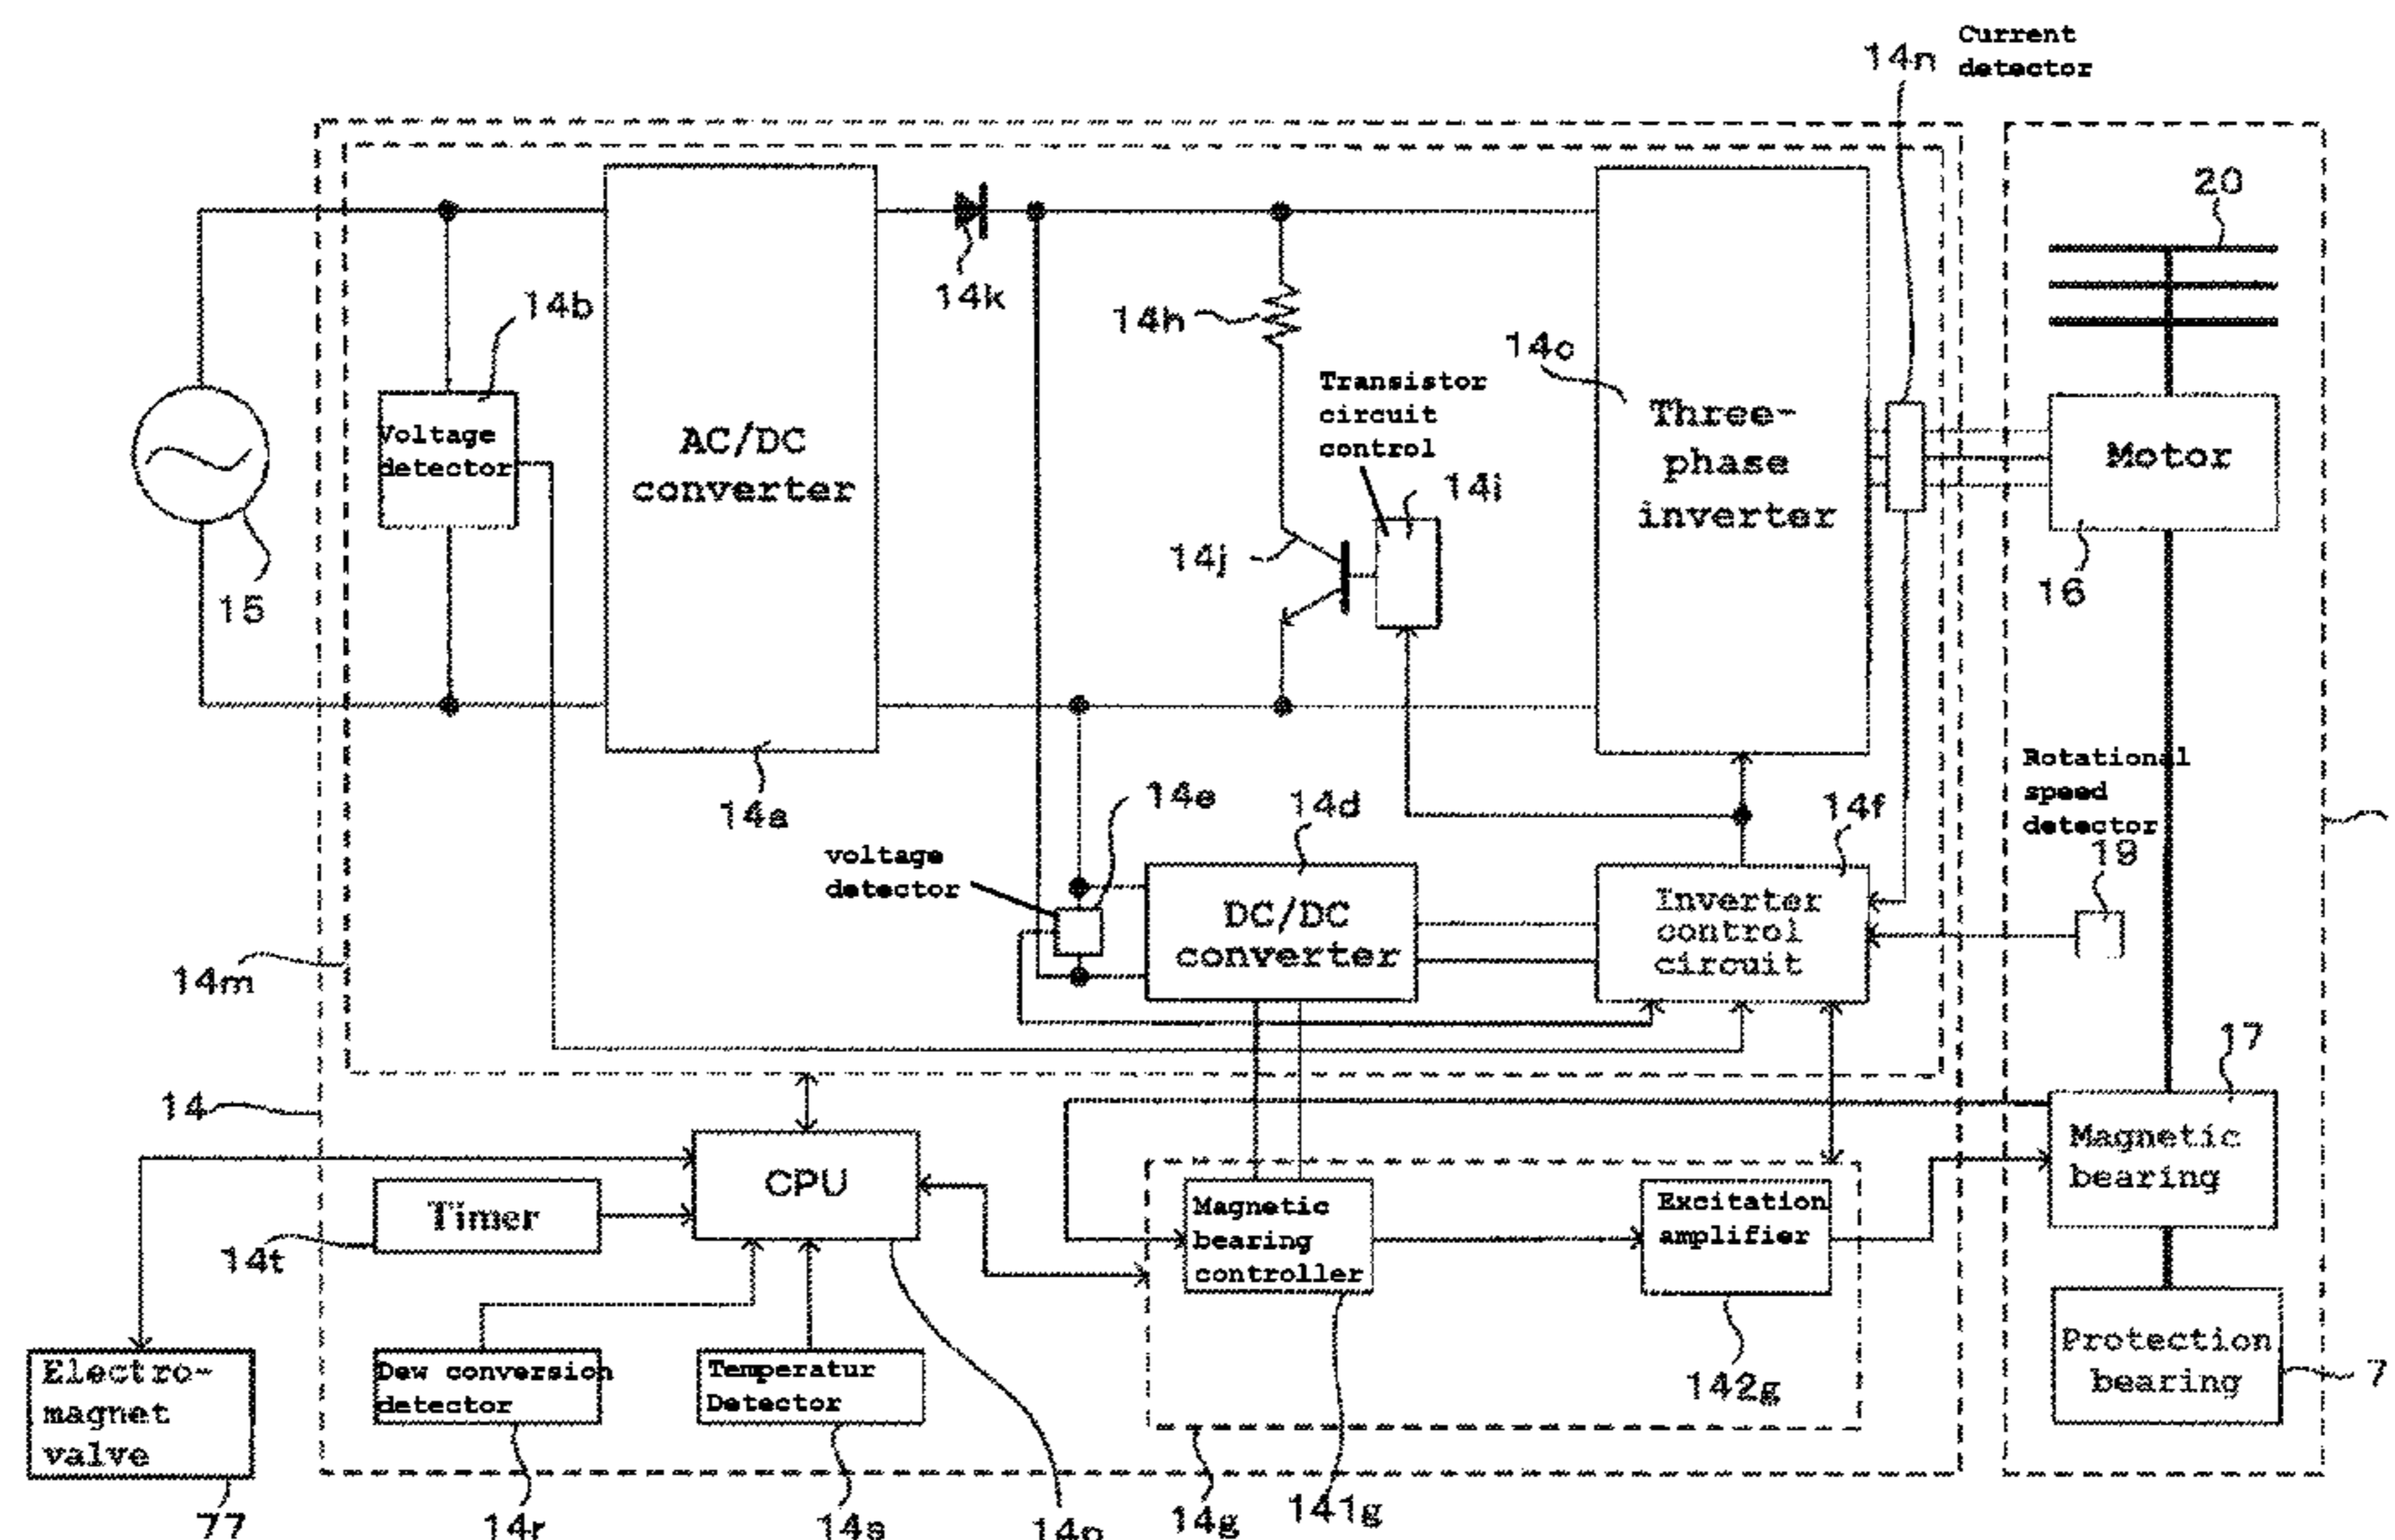 Current
detector
14n
20
14b
14k
14h
14c
Voltage
detector
AC/DC
converter
Transistor
circuit
control
Three-
phase
inverter
Motor
14i
14j
15
16
14a
Rotational
speed
detector
19
14e
14d
14f
voltage
detector
DC/DC
converter
Inverter
control
circuit
14m
17
14
CPU
Magnetic
bearing
Timer
14t
Magnetic
bearing
controller
Excitation
amplifier
Electro-
magnet
valve
Dew conversion
detector
Temperatur
Detector
142g
Protection
bearing
7
77
14r
14s
14g
141g